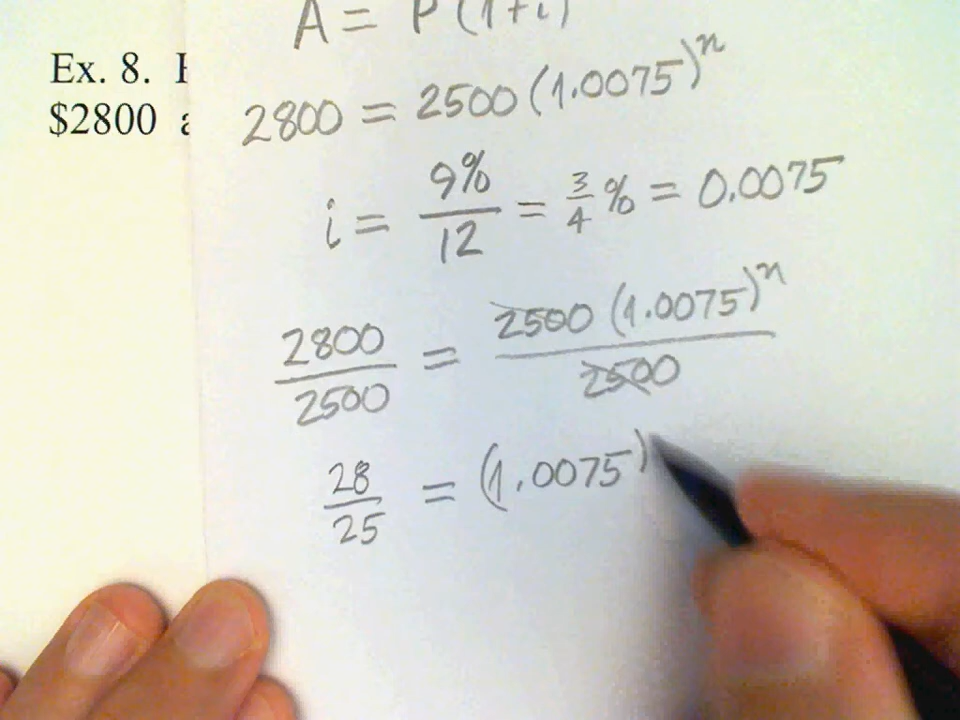 A = P(1+i)
Ex. 8.
$2800
2800 = 2500(1.0075)^n
i = 9%/12 = 3/4 % = 0.0075
2800/2500 = 2500(1.0075)^n/2500
28/25 = (1.0075)